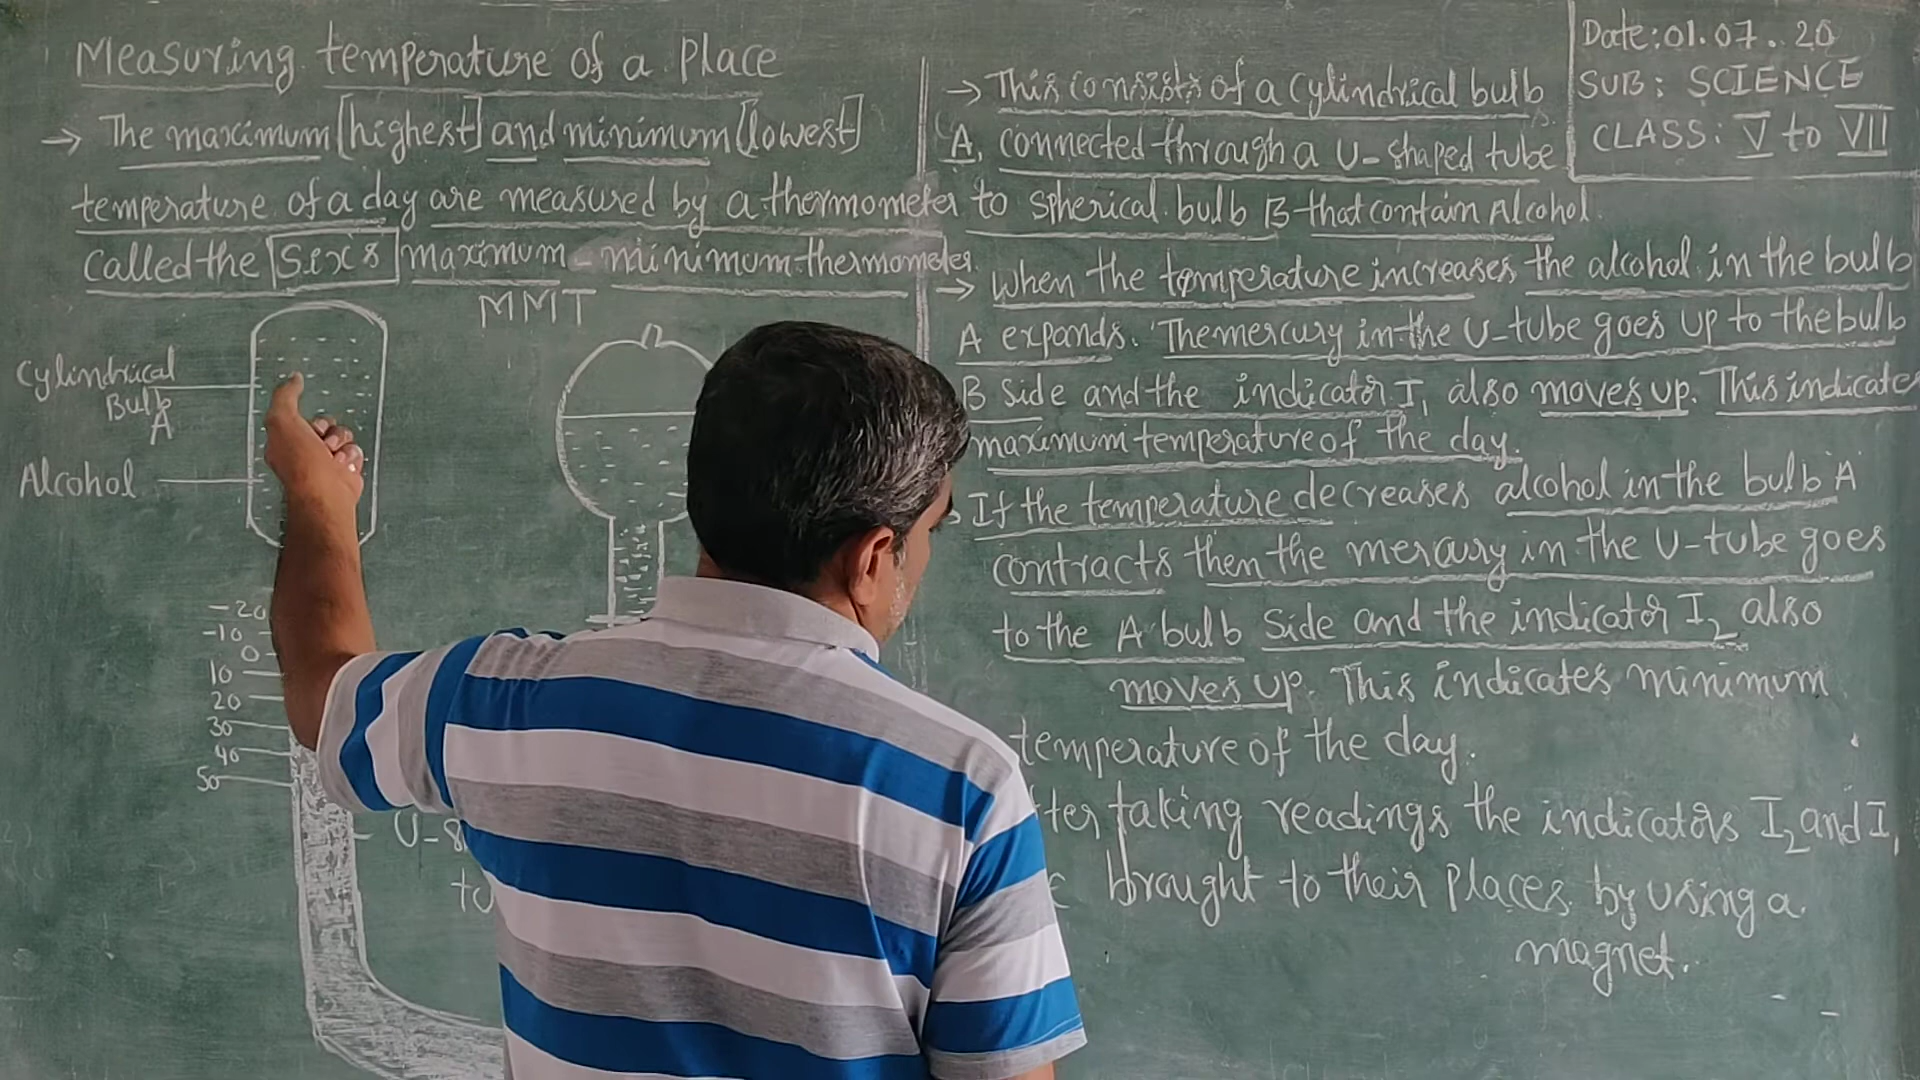 Measuring temperature of a Place
→ The maximum [highest] and minimum [lowest]
temperature of a day are measured by a thermometer
called the Six's maximum - minimum thermometer.
MMT
Cylindrical
Bulb
A
Alcohol
-20
-10
0
10
20
30
40
50
U-s
to
→ This consists of a cylindrical bulb
A, connected through a U-shaped tube
to spherical bulb B that contain Alcohol.
→ When the temperature increases the alcohol in the bulb
A expands. The mercury in the U-tube goes up to the bulb
B side and the indicator I1 also moves up. This indicates
maximum temperature of the day.
If the temperature decreases alcohol in the bulb "A"
contracts then the mercury in the U-tube goes
to the A bulb side and the indicator I2 also
moves up. This indicates minimum
temperature of the day.
ter taking readings the indicators I2 and I1
brought to their places by using a
magnet.
Date: 01.07.20
SUB: SCIENCE
CLASS: V to VII